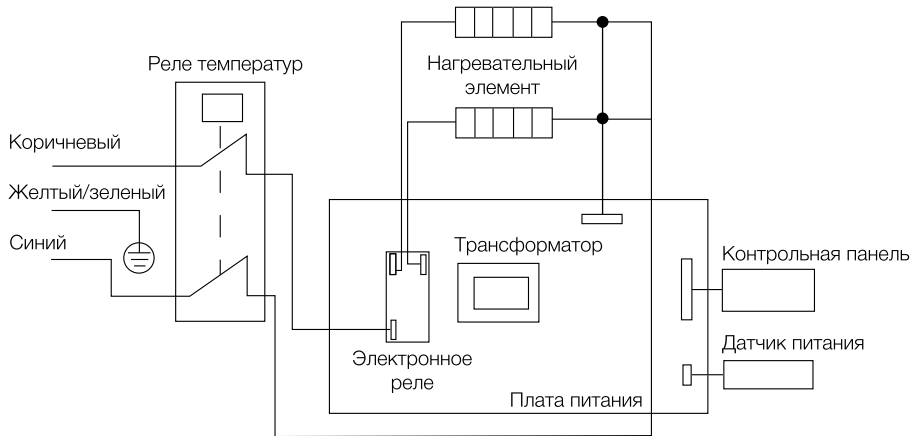 Реле температур
Нагревательный
элемент
Коричневый
Желтый/зеленый
Синий
Трансформатор
Контрольная панель
Электронное
реле
Датчик питания
Плата питания